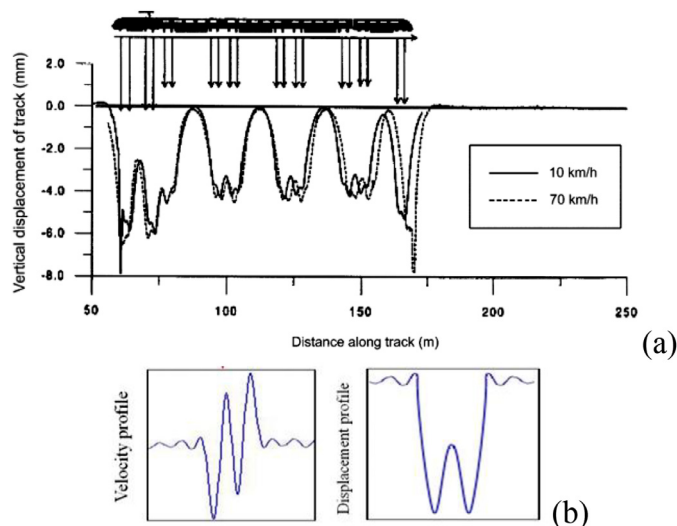 2.0
0.0
-2.0
-4.0
-6.0
-8.0
Vertical displacement of track (mm)
10 km/h
70 km/h
50
100
150
200
250
Distance along track (m)
(a)
Velocity profile
Displacement profile
(b)